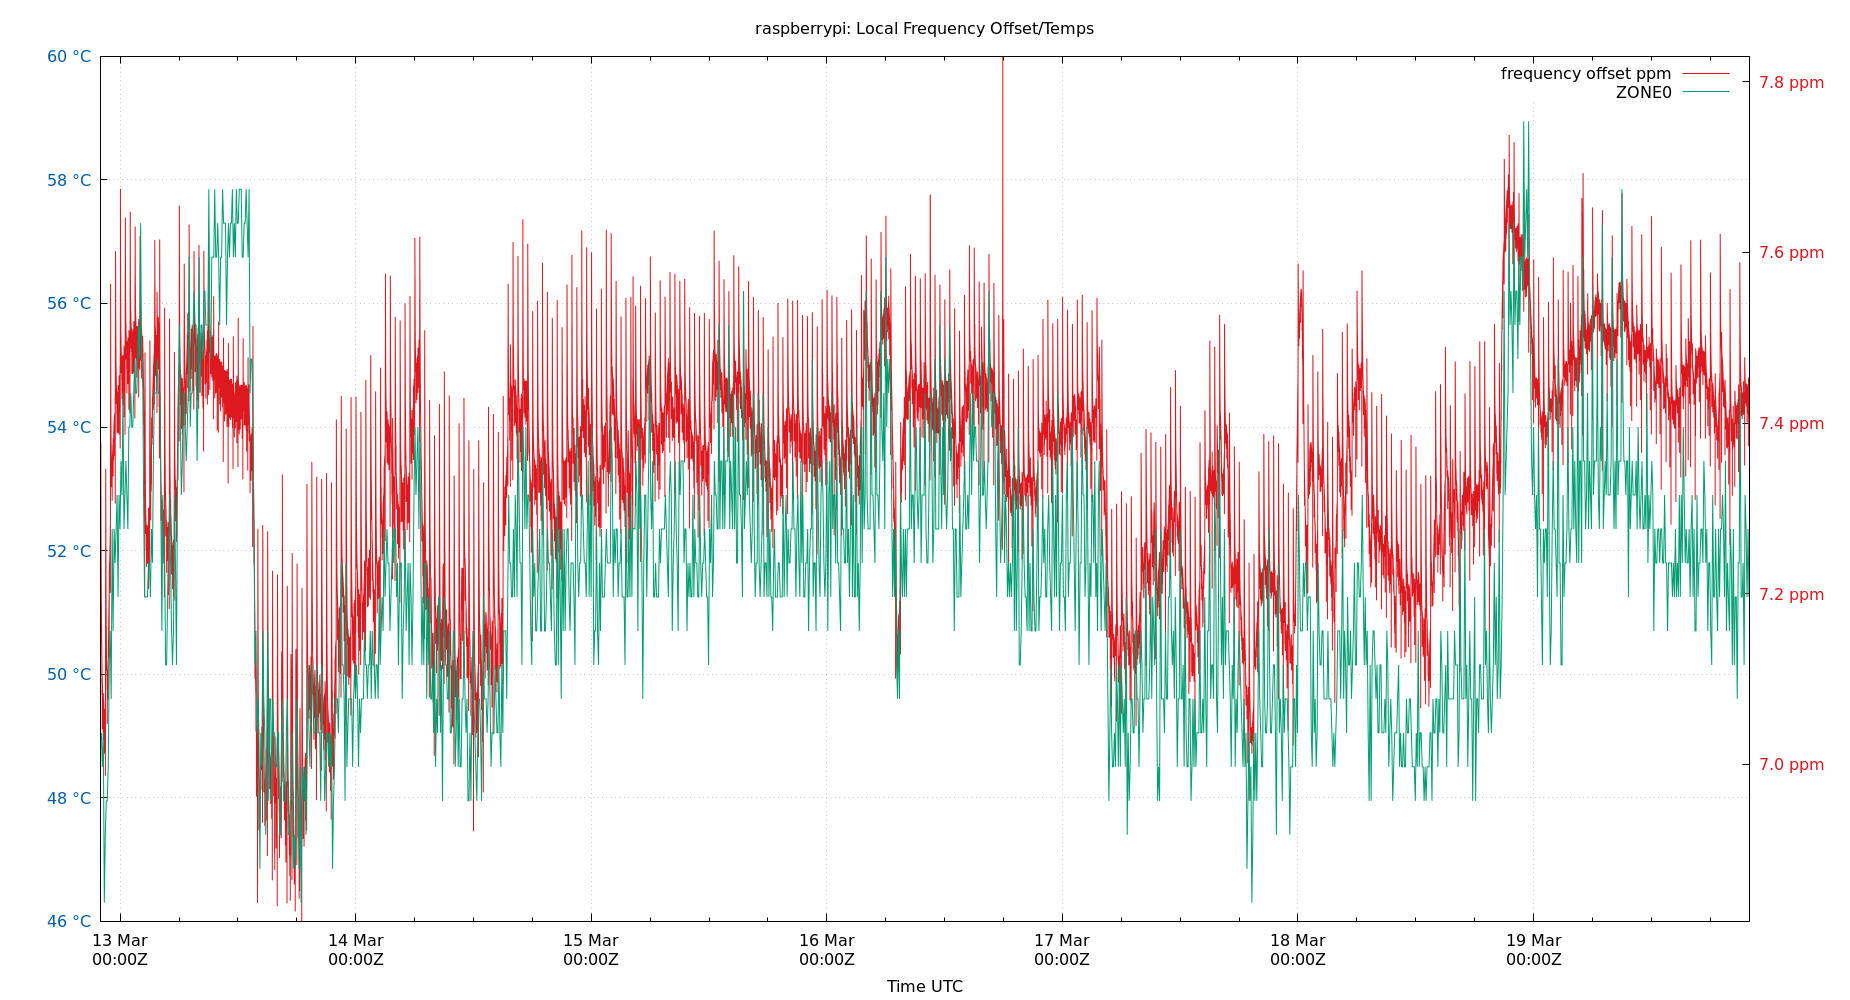 raspberrypi: Local Frequency Offset/Temps
60 °C
58 °C
56 °C
54 °C
52 °C
50 °C
48 °C
46 °C
frequency offset ppm
ZONE0
7.8 ppm
7.6 ppm
7.4 ppm
7.2 ppm
7.0 ppm
13 Mar
00:00Z
14 Mar
00:00Z
15 Mar
00:00Z
16 Mar
00:00Z
17 Mar
00:00Z
18 Mar
00:00Z
19 Mar
00:00Z
Time UTC